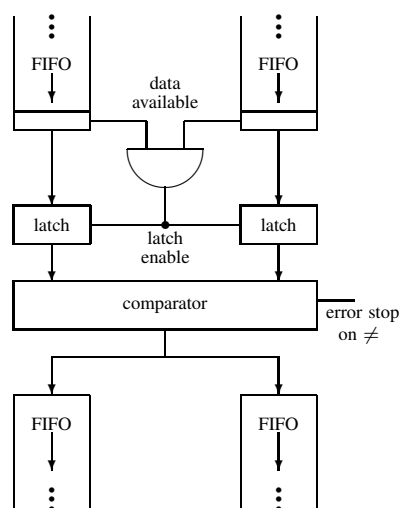 FIFO
FIFO
data
available
latch
latch
latch
enable
comparator
error stop
on ≠
FIFO
FIFO